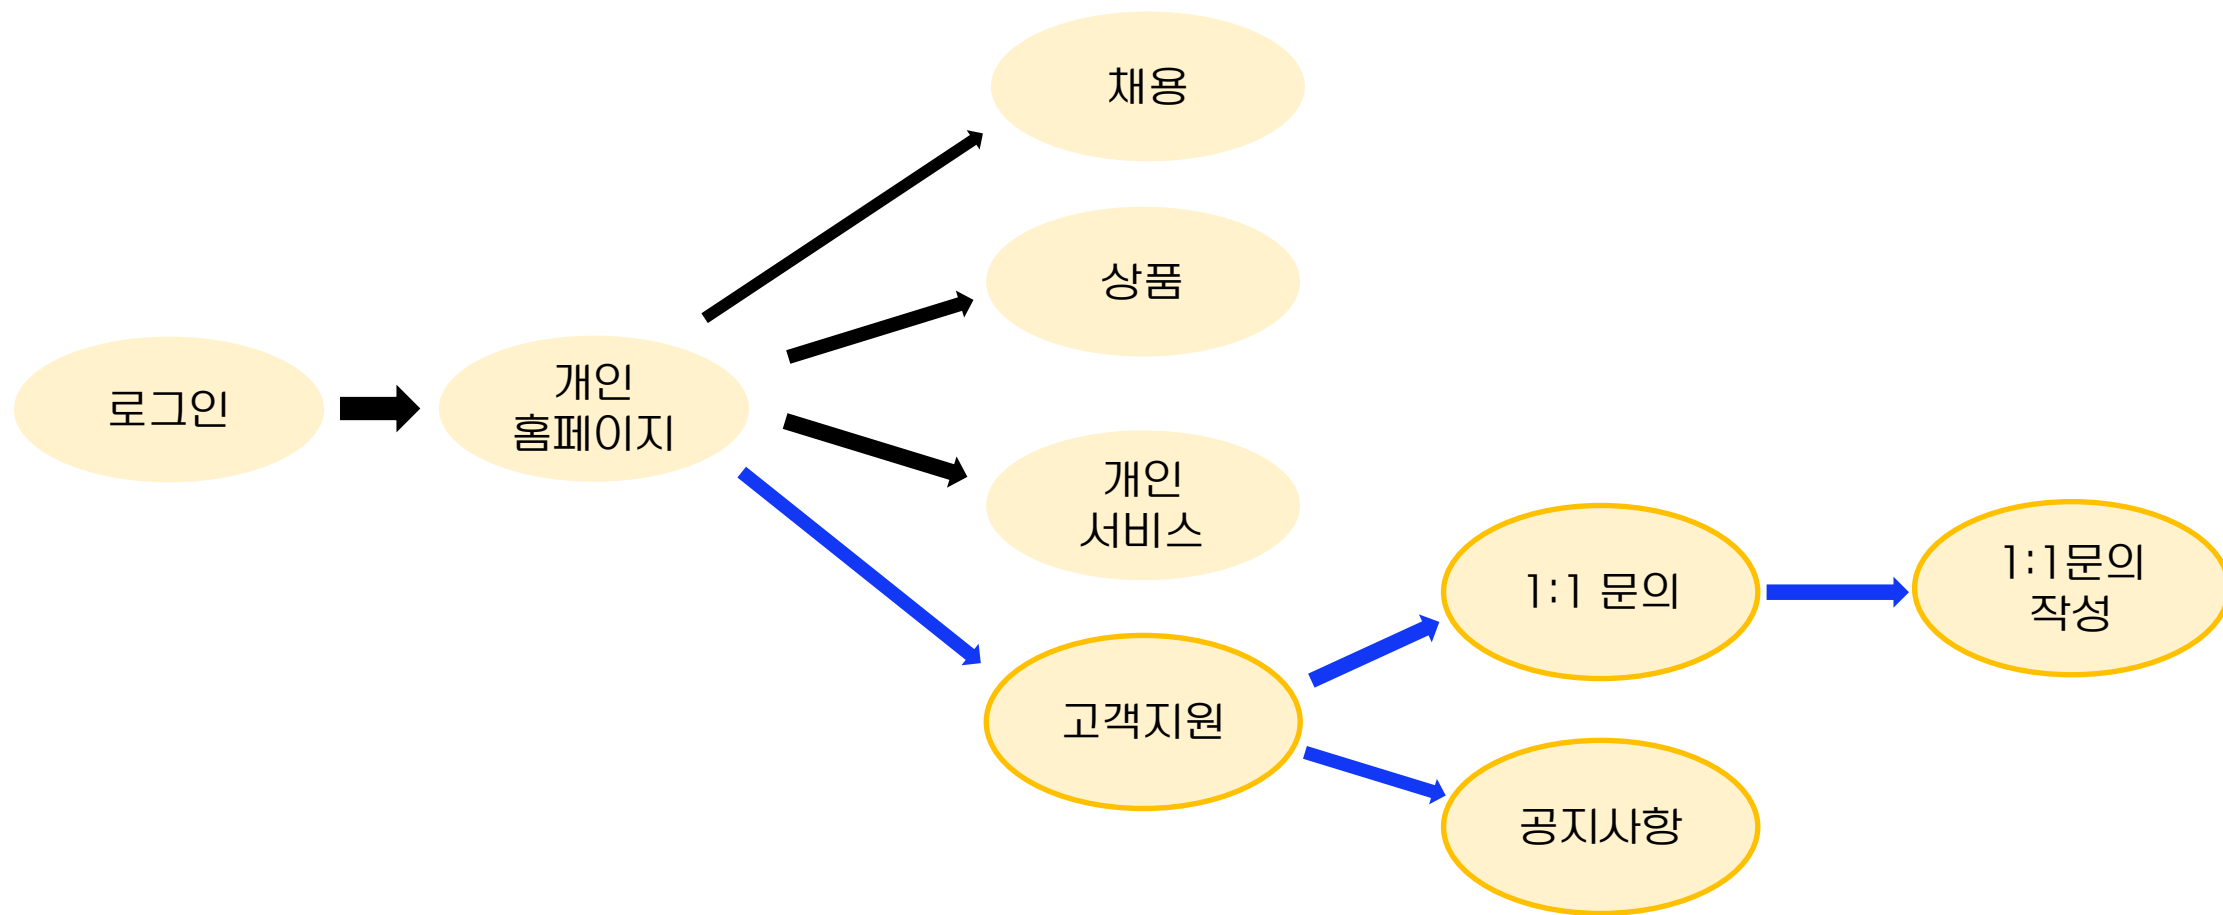 채용
상품
로그인
개인
홈페이지
개인
서비스
고객지원
1:1 문의
1:1문의
작성
공지사항